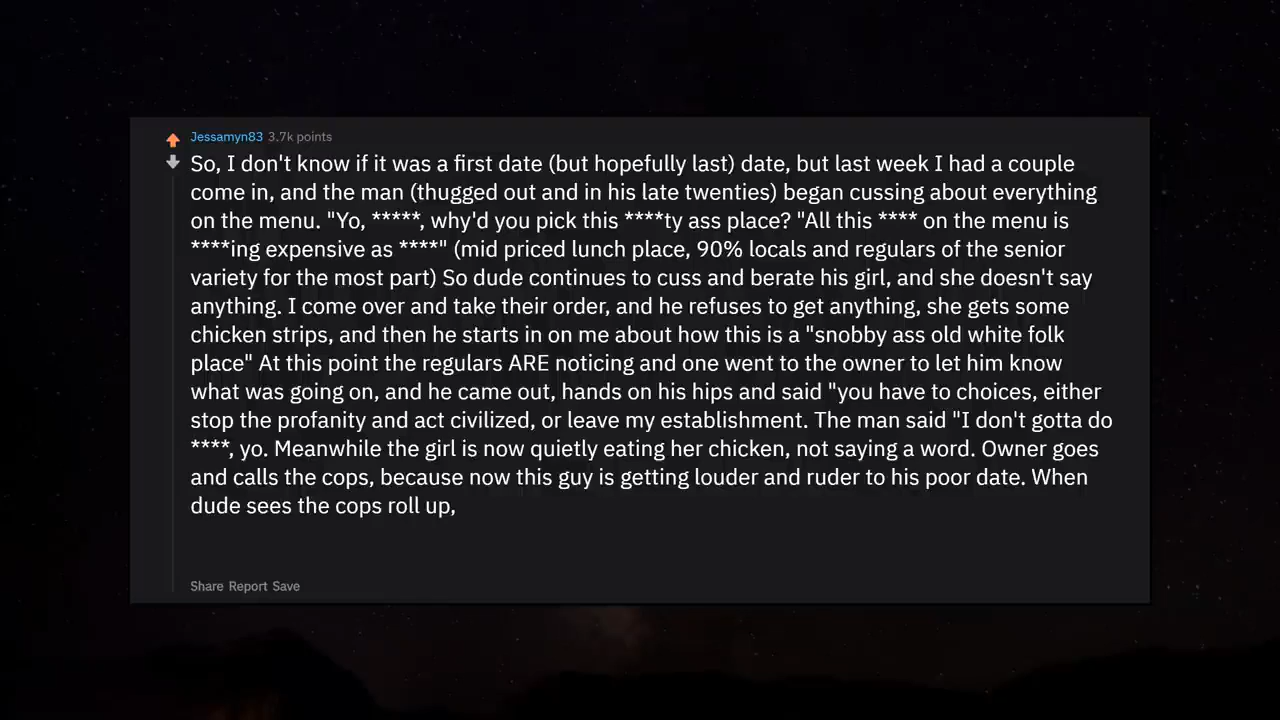 Jessamyn83 3.7k points
So, I don't know if it was a first date (but hopefully last) date, but last week I had a couple
come in, and the man (thugged out and in his late twenties) began cussing about everything
on the menu. "Yo, *****, why'd you pick this ****ty ass place? "All this **** on the menu is
****ing expensive as ****" (mid priced lunch place, 90% locals and regulars of the senior
variety for the most part) So dude continues to cuss and berate his girl, and she doesn't say
anything. I come over and take their order, and he refuses to get anything, she gets some
chicken strips, and then he starts in on me about how this is a "snobby ass old white folk
place" At this point the regulars ARE noticing and one went to the owner to let him know
what was going on, and he came out, hands on his hips and said "you have to choices, either
stop the profanity and act civilized, or leave my establishment. The man said "I don't gotta do
****, yo. Meanwhile the girl is now quietly eating her chicken, not saying a word. Owner goes
and calls the cops, because now this guy is getting louder and ruder to his poor date. When
dude sees the cops roll up,
Share Report Save